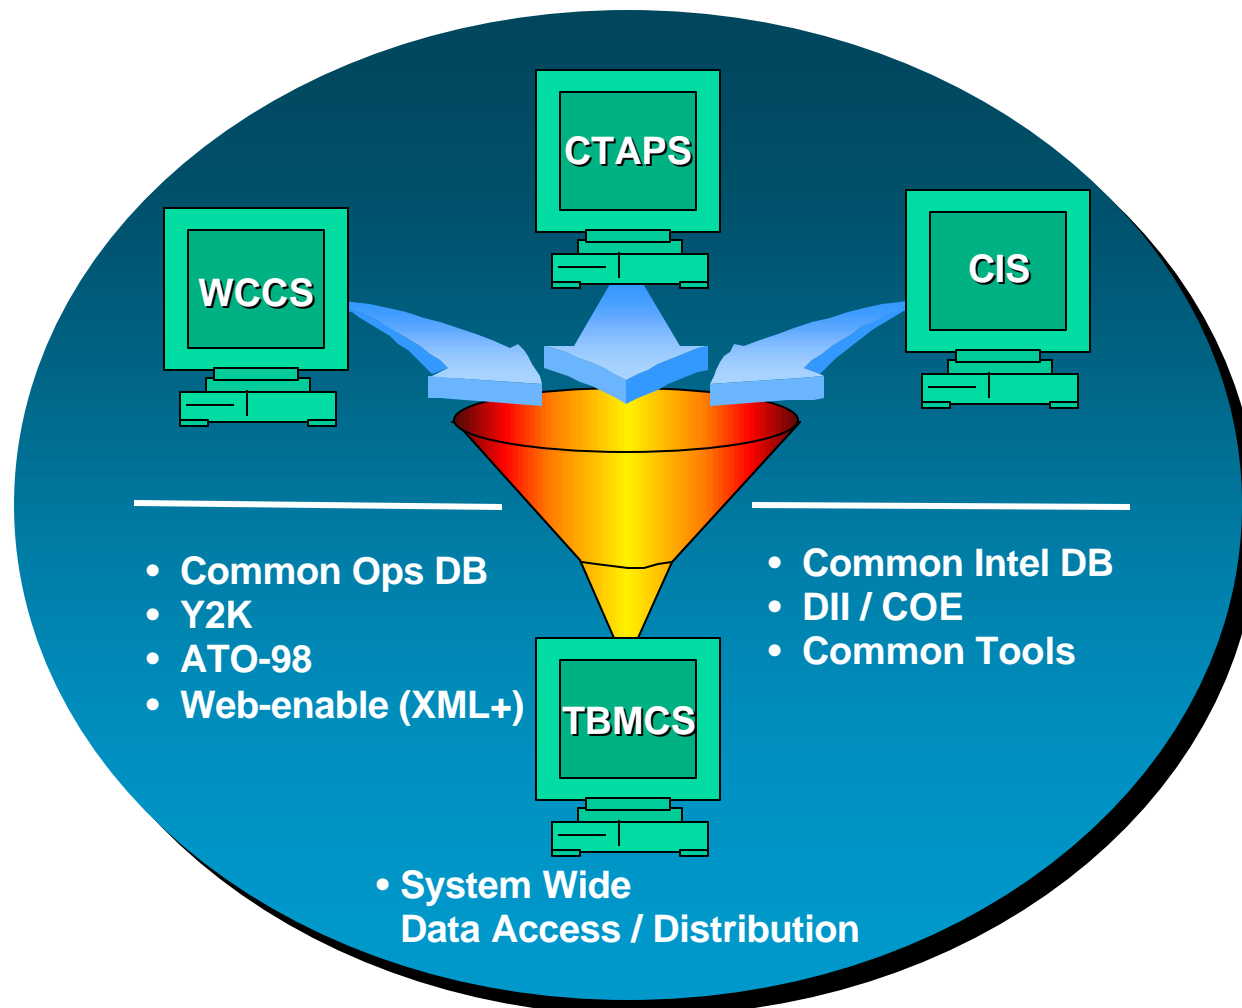 CTAPS
WCCS
CIS
• Common Ops DB
• Y2K
• ATO-98
• Web-enable (XML+)
• Common Intel DB
• DII / COE
• Common Tools
TBMCS
• System Wide
Data Access / Distribution